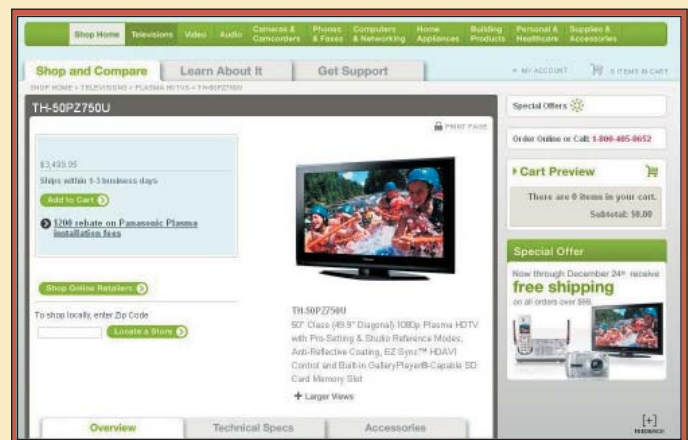 Shop Home Televisions Video Audio Cameras & Camcorders Phones & Faxes Computers & Networking Home Appliances Building Products Personal & Healthcare Supplies & Accessories
Shop and Compare Learn About It Get Support
MY ACCOUNT 0 ITEMS IN CART
SHOP HOME > TELEVISIONS > PLASMA HDTVS > TH-50PZ750U
TH-50PZ750U
PRINT PAGE
$3,499.95
Ships within 1-3 business days
Add to Cart
$200 rebate on Panasonic Plasma
installation fees
Shop Online Retailers
To shop locally, enter Zip Code
Locate a Store
TH-50PZ750U
50" Class (49.9" Diagonal) 1080p Plasma HDTV
with Pro-Setting & Studio Reference Modes,
Anti-Reflective Coating, EZ Sync™ HDAVI
Control and Built-in GalleryPlayer®-Capable SD
Card Memory Slot
+ Larger Views
Overview Technical Specs Accessories
Special Offers
Order Online or Call: 1-800-405-0652
Cart Preview
There are 0 items in your cart.
Subtotal: $0.00
Special Offer
Now through December 24th receive
free shipping
on all orders over $99.
[+]
FEEDBACK